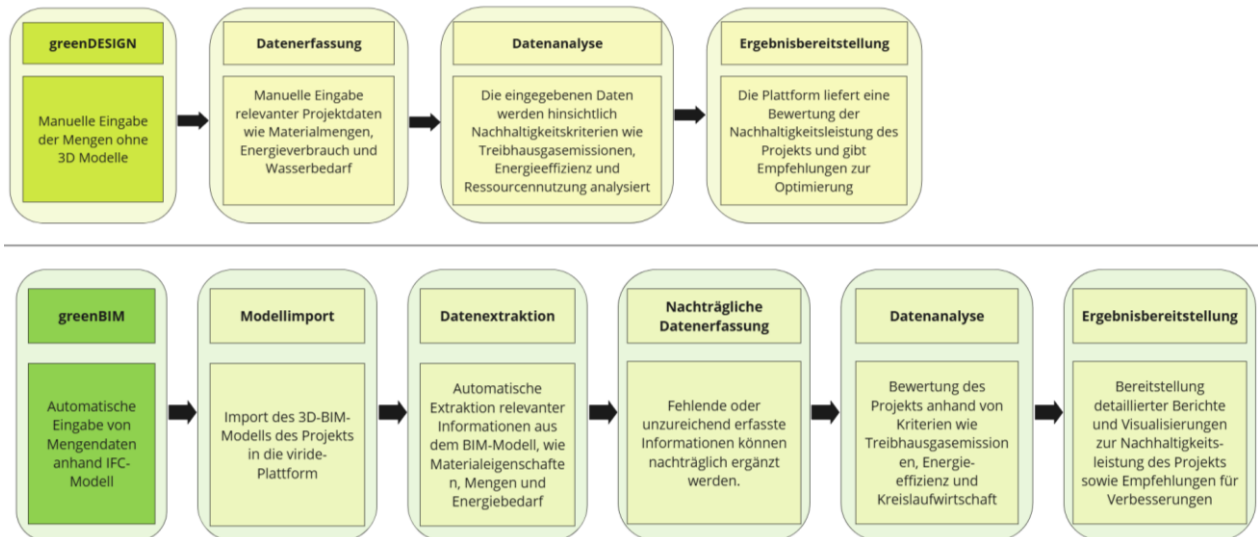 greenDESIGN
Manuelle Eingabe
der Mengen ohne
3D Modelle
Datenerfassung
Manuelle Eingabe
relevanter Projektdaten
wie Materialmengen,
Energieverbrauch und
Wasserbedarf
Datenanalyse
Die eingegebenen Daten
werden hinsichtlich
Nachhaltigkeitskriterien wie
Treibhausgasemissionen,
Energieeffizienz und
Ressourcennutzung analysiert
Ergebnisbereitstellung
Die Plattform liefert eine
Bewertung der
Nachhaltigkeitsleistung des
Projekts und gibt
Empfehlungen zur
Optimierung
greenBIM
Automatische
Eingabe von
Mengendaten
anhand IFC-
Modell
Modellimport
Import des 3D-BIM-
Modells des Projekts
in die viride-
Plattform
Datenextraktion
Automatische
Extraktion relevanter
Informationen aus
dem BIM-Modell, wie
Materialeigenschafte
n, Mengen und
Energiebedarf
Nachträgliche
Datenerfassung
Fehlende oder
unzureichend erfasste
Informationen können
nachträglich ergänzt
werden.
Datenanalyse
Bewertung des
Projekts anhand von
Kriterien wie
Treibhausgasemission
en, Energie-
effizienz und
Kreislaufwirtschaft
Ergebnisbereitstellung
Bereitstellung
detaillierter Berichte
und Visualisierungen
zur Nachhaltigkeits-
leistung des Projekts
sowie Empfehlungen für
Verbesserungen